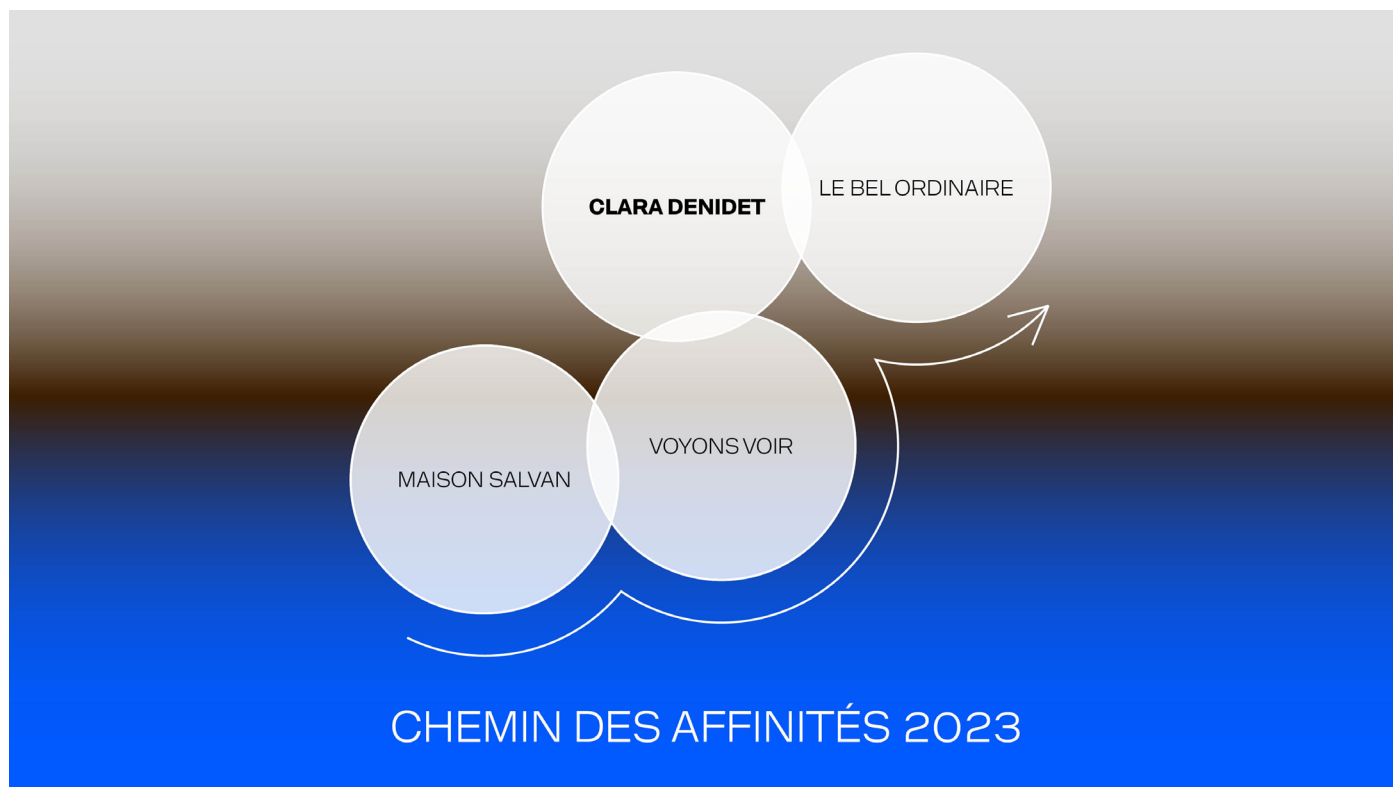 LE BEL ORDINAIRE
CLARA DENIDET
VOYONS VOIR
MAISON SALVAN
CHEMIN DES AFFINITÉS 2023